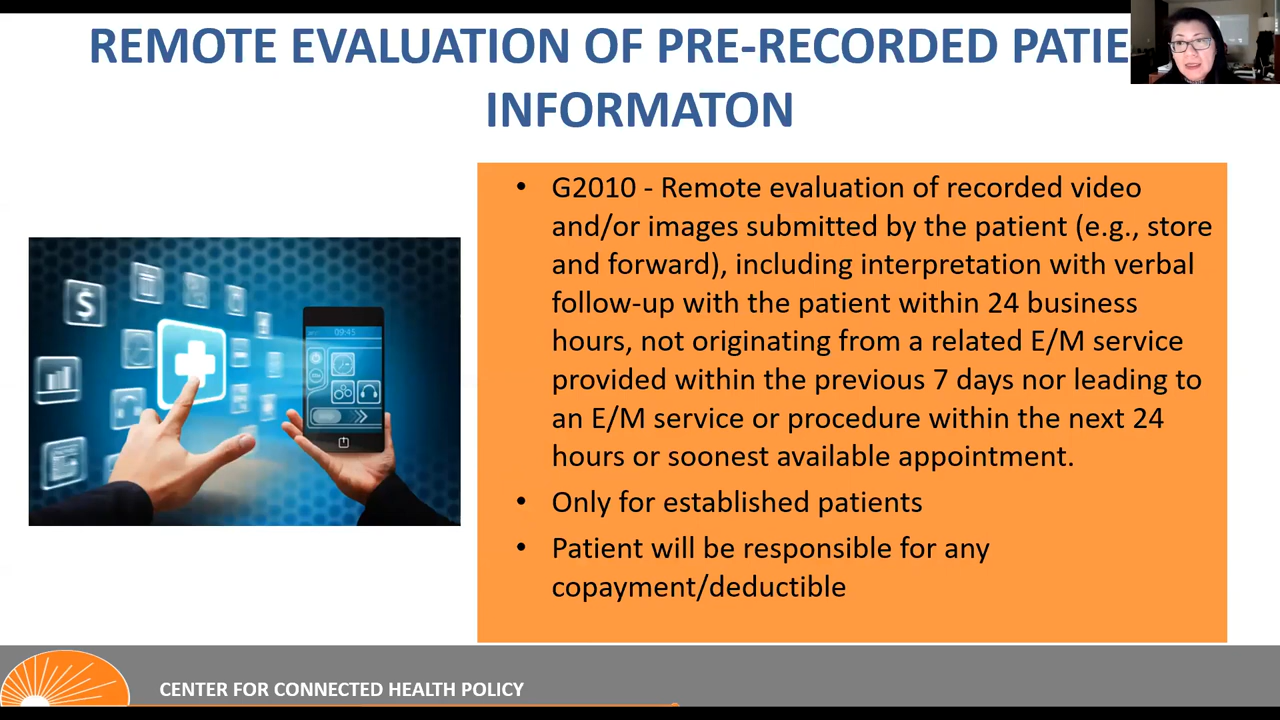 REMOTE EVALUATION OF PRE-RECORDED PATIE
INFORMATON
• G2010 - Remote evaluation of recorded video
and/or images submitted by the patient (e.g., store
and forward), including interpretation with verbal
follow-up with the patient within 24 business
hours, not originating from a related E/M service
provided within the previous 7 days nor leading to
an E/M service or procedure within the next 24
hours or soonest available appointment.
• Only for established patients
• Patient will be responsible for any
copayment/deductible
$
09:45
CENTER FOR CONNECTED HEALTH POLICY